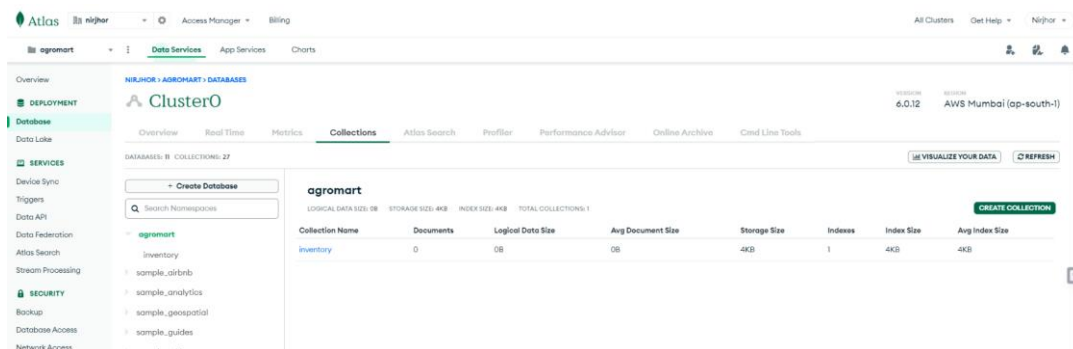 Atlas nirjhor Access Manager Billing All Clusters Get Help Nirjhor
agromart Data Services App Services Charts
Overview
DEPLOYMENT
Database
Data Lake
SERVICES
Device Sync
Triggers
Data API
Data Federation
Atlas Search
Stream Processing
SECURITY
Backup
Database Access
Network Access
NIRJHOR > AGROMART > DATABASES
Cluster0
VERSION
6.0.12
REGION
AWS Mumbai (ap-south-1)
Overview Real Time Metrics Collections Atlas Search Profiler Performance Advisor Online Archive Cmd Line Tools
DATABASES: 11 COLLECTIONS: 27
VISUALIZE YOUR DATA REFRESH
+ Create Database
Search Namespaces
agromart
inventory
sample_airbnb
sample_analytics
sample_geospatial
sample_guides
agromart
LOGICAL DATA SIZE: 0B STORAGE SIZE: 4KB INDEX SIZE: 4KB TOTAL COLLECTIONS: 1
CREATE COLLECTION
Collection Name Documents Logical Data Size Avg Document Size Storage Size Indexes Index Size Avg Index Size
inventory 0 0B 0B 4KB 1 4KB 4KB